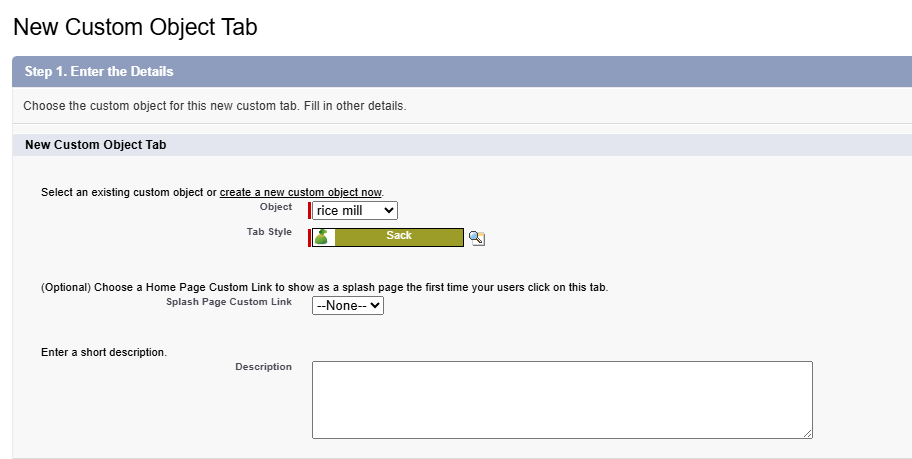 New Custom Object Tab
Step 1. Enter the Details
Choose the custom object for this new custom tab. Fill in other details.
New Custom Object Tab
Select an existing custom object or create a new custom object now.
Object rice mill
Tab Style Sack
(Optional) Choose a Home Page Custom Link to show as a splash page the first time your users click on this tab.
Splash Page Custom Link --None--
Enter a short description.
Description